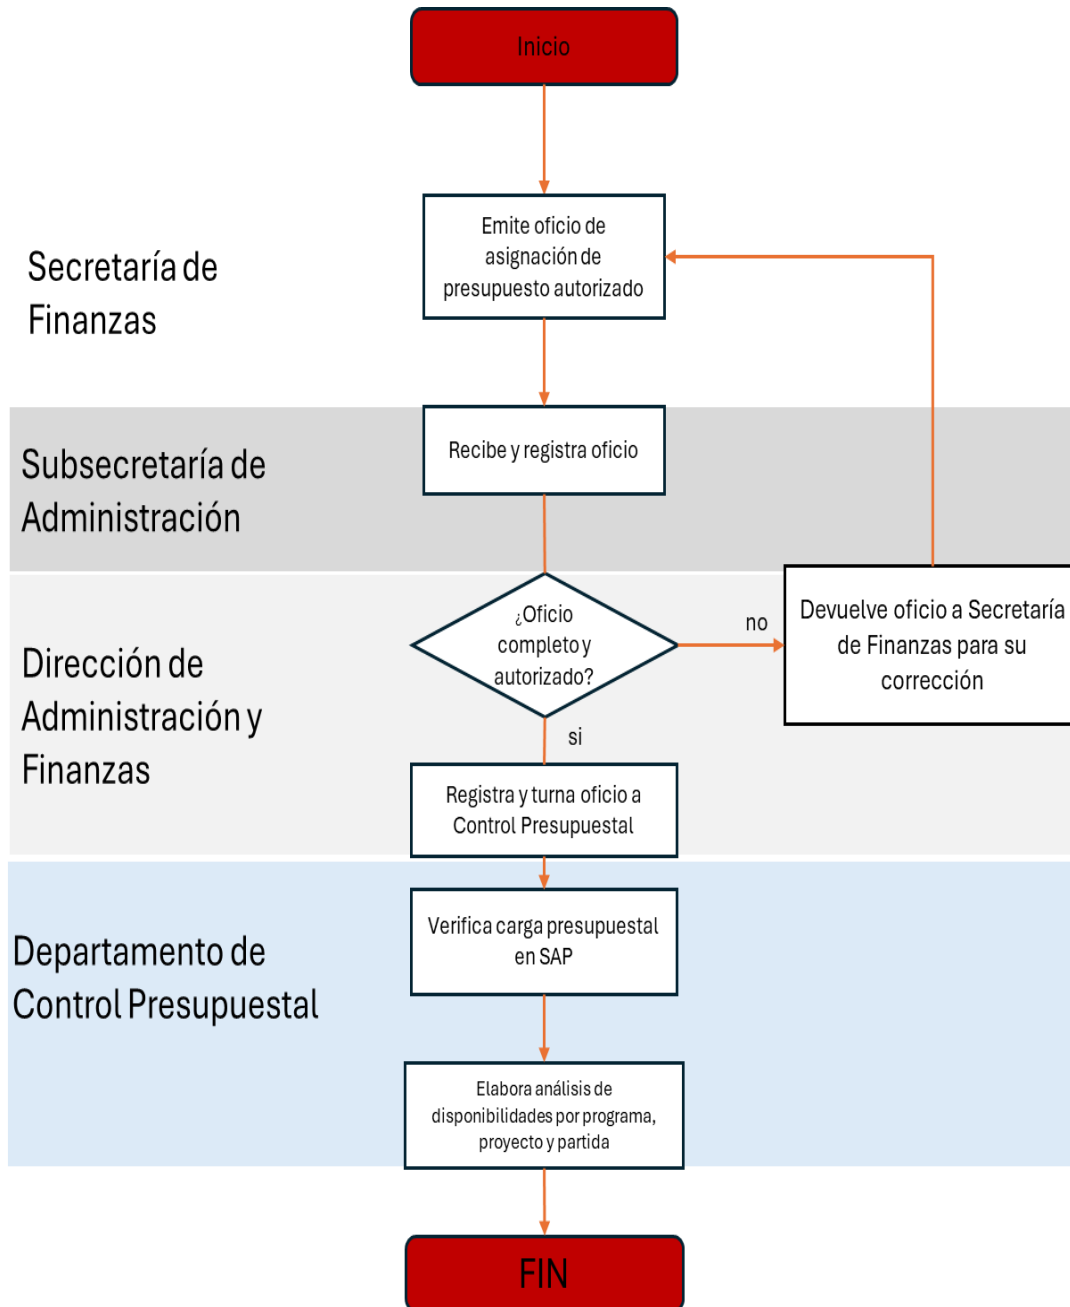 Inicio
Secretaría de
Finanzas
Emite oficio de
asignación de
presupuesto autorizado
Subsecretaría de
Administración
Recibe y registra oficio
Dirección de
Administración y
Finanzas
¿Oficio
completo y
autorizado?
no
Devuelve oficio a Secretaría
de Finanzas para su
corrección
si
Registra y turna oficio a
Control Presupuestal
Departamento de
Control Presupuestal
Verifica carga presupuestal
en SAP
Elabora análisis de
disponibilidades por programa,
proyecto y partida
FIN